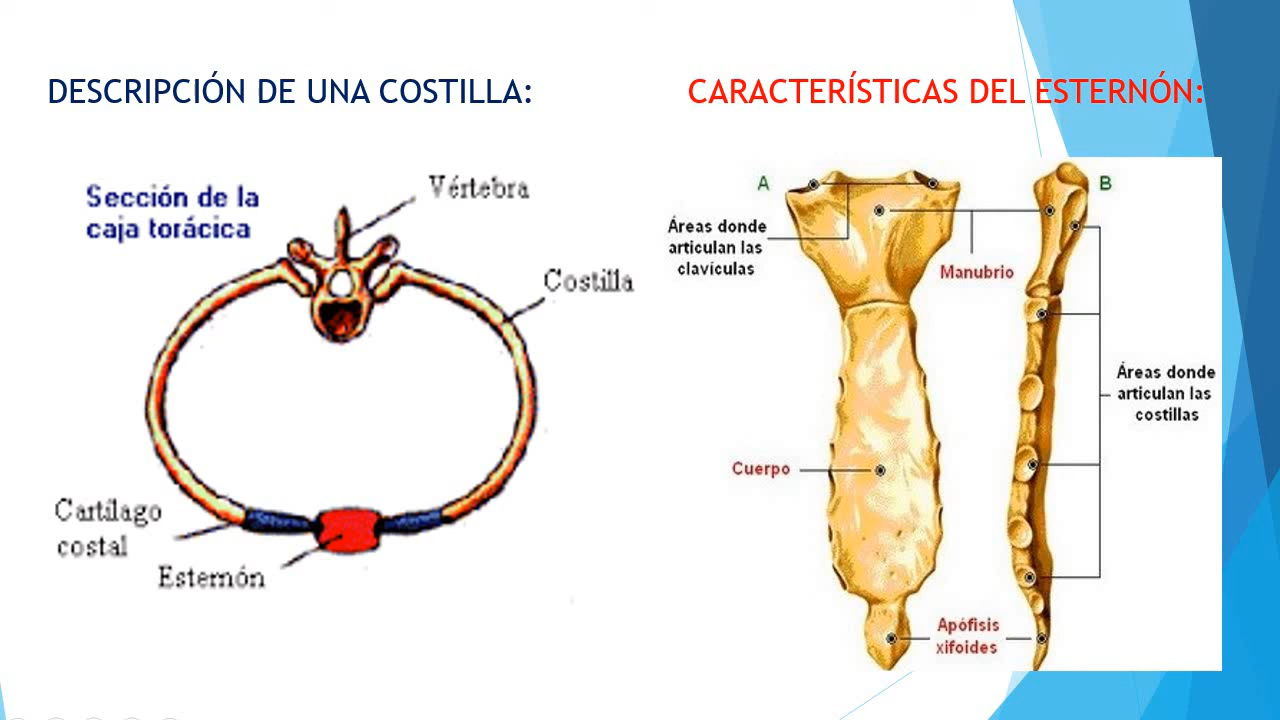 DESCRIPCIÓN DE UNA COSTILLA:
CARACTERÍSTICAS DEL ESTERNÓN:
Sección de la
caja torácica
Vértebra
Costilla
Cartílago
costal
Esternón
A
B
Áreas donde
articulan las
clavículas
Manubrio
Áreas donde
articulan las
costillas
Cuerpo
Apófisis
xifoides